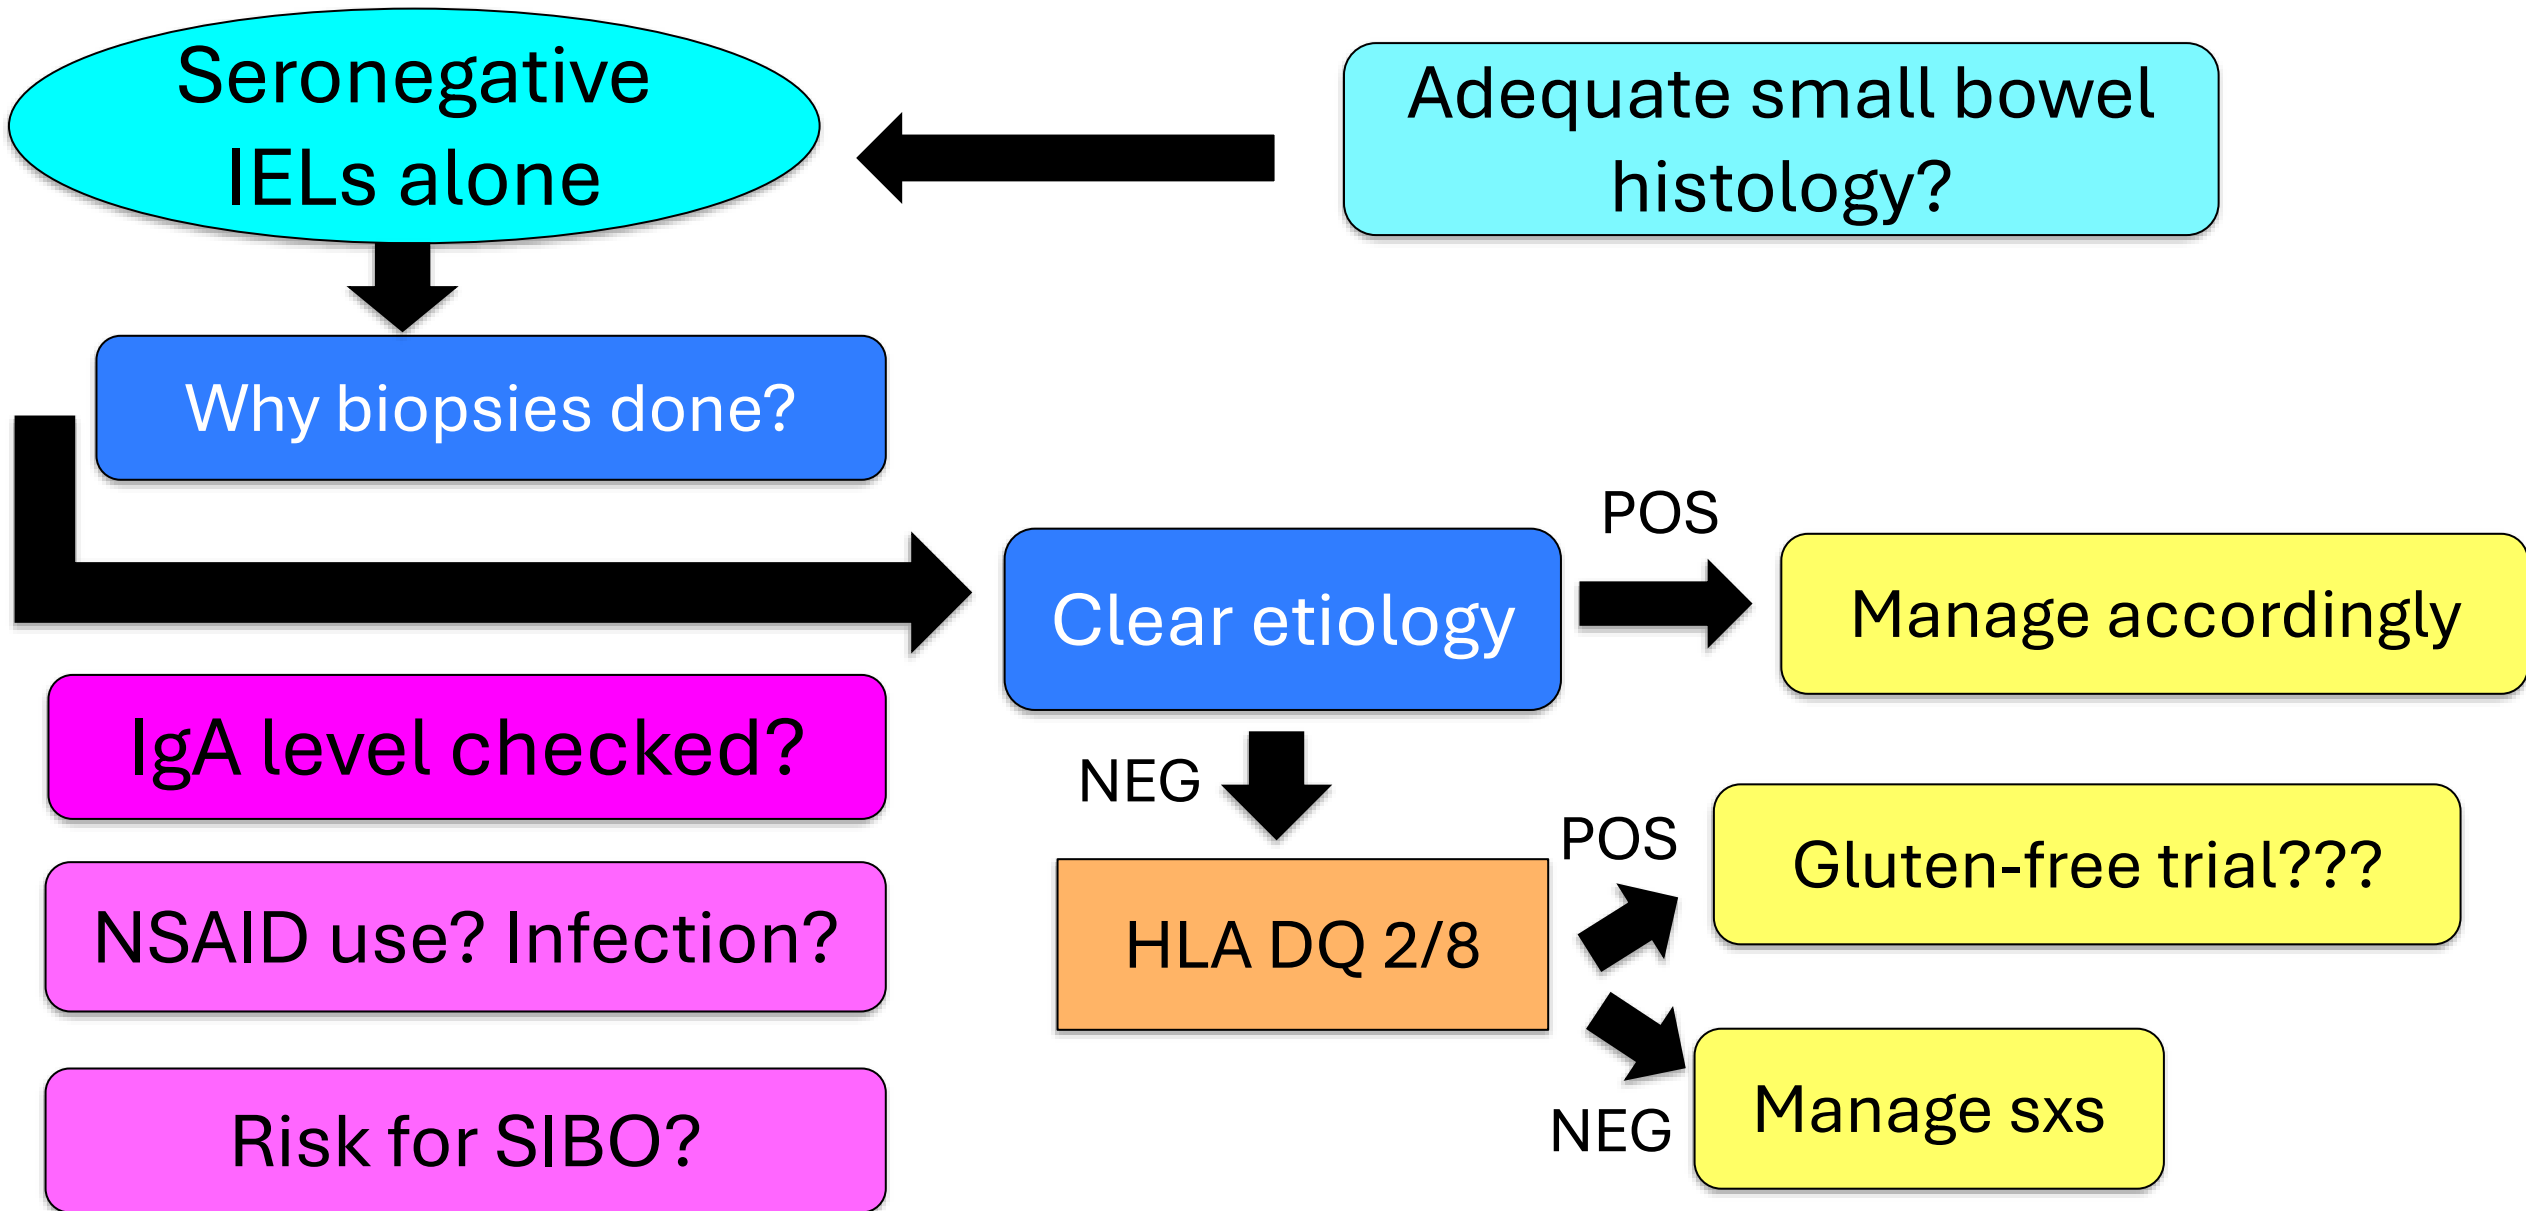 Seronegative
IELs alone
Adequate small bowel
histology?
Why biopsies done?
POS
Clear etiology
Manage accordingly
IgA level checked?
NEG
POS
Gluten-free trial???
NSAID use? Infection?
HLA DQ 2/8
NEG
Manage sxs
Risk for SIBO?